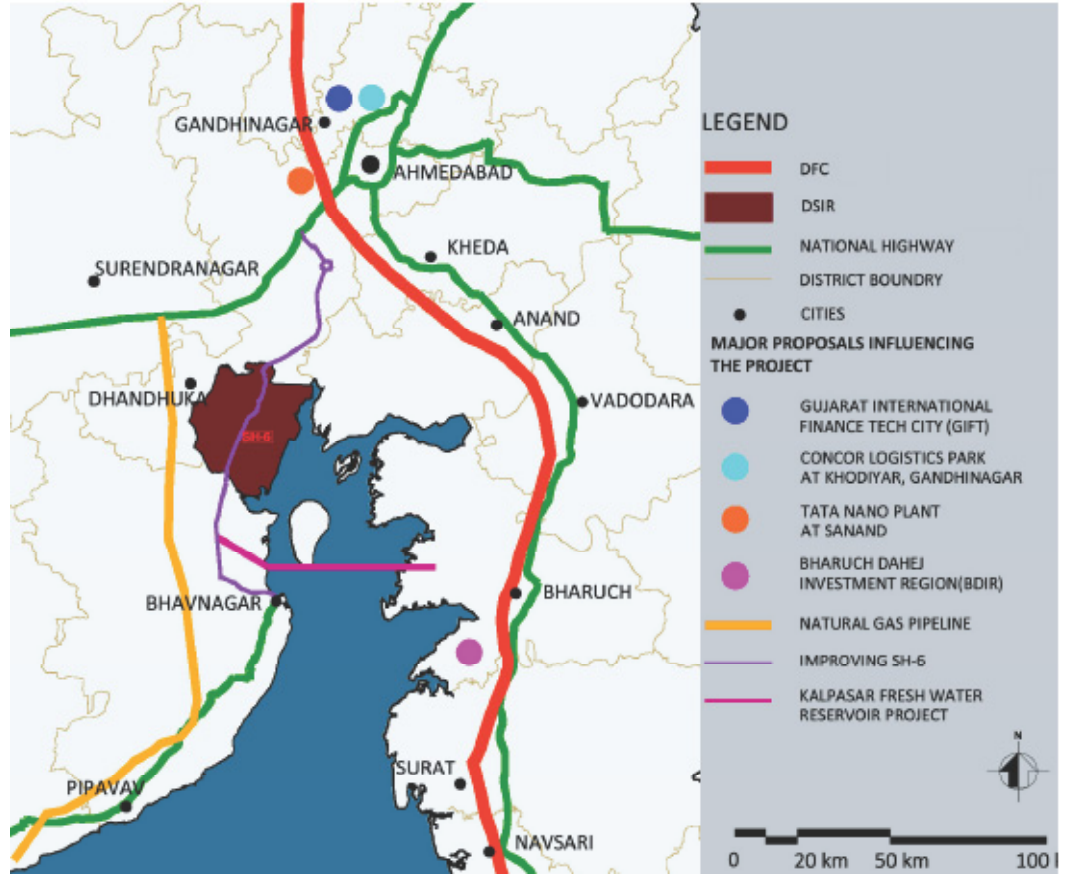 GANDHINAGAR
AHMEDABAD
KHEDA
SURENDRANAGAR
ANAND
DHANDHUKA
VADODARA
SH-6
BHAVNAGAR
BHARUCH
SURAT
PIPAVAV
NAVSARI
LEGEND
DFC
DSIR
NATIONAL HIGHWAY
DISTRICT BOUNDRY
CITIES
MAJOR PROPOSALS INFLUENCING
THE PROJECT
GUJARAT INTERNATIONAL
FINANCE TECH CITY (GIFT)
CONCOR LOGISTICS PARK
AT KHODIYAR, GANDHINAGAR
TATA NANO PLANT
AT SANAND
BHARUCH DAHEJ
INVESTMENT REGION(BDIR)
NATURAL GAS PIPELINE
IMPROVING SH-6
KALPASAR FRESH WATER
RESERVOIR PROJECT
N
0 20 km 50 km 100